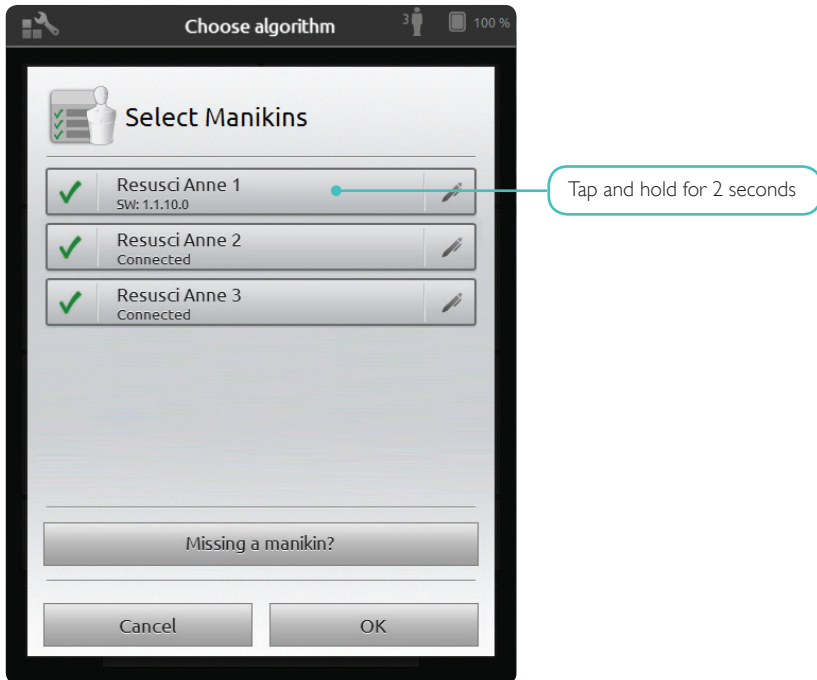 Choose algorithm
3
100 %
Select Manikins
Resusci Anne 1
SW: 1.1.10.0
Tap and hold for 2 seconds
Resusci Anne 2
Connected
Resusci Anne 3
Connected
Missing a manikin?
Cancel
OK